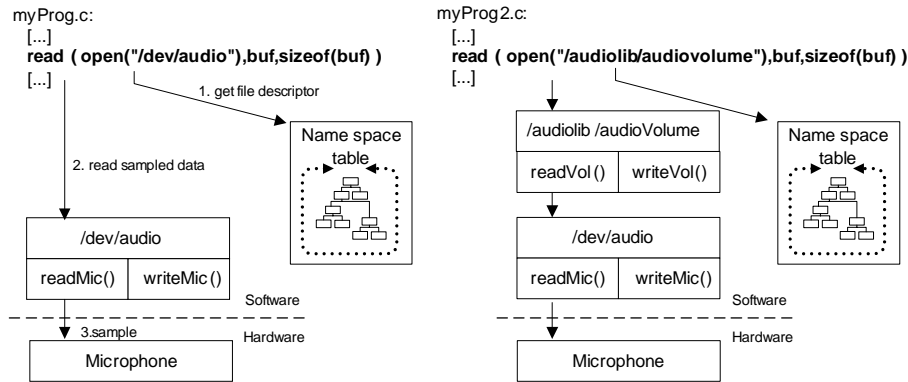 myProg.c:
[...]
read ( open("/dev/audio"),buf,sizeof(buf) )
[...]
1. get file descriptor
Name space
table
2. read sampled data
/dev/audio
readMic()
writeMic()
Software
3.sample
Hardware
Microphone
myProg2.c:
[...]
read ( open("/audiolib/audiovolume"),buf,sizeof(buf) )
[...]
/audiolib /audioVolume
readVol()
writeVol()
Name space
table
/dev/audio
readMic()
writeMic()
Software
Hardware
Microphone